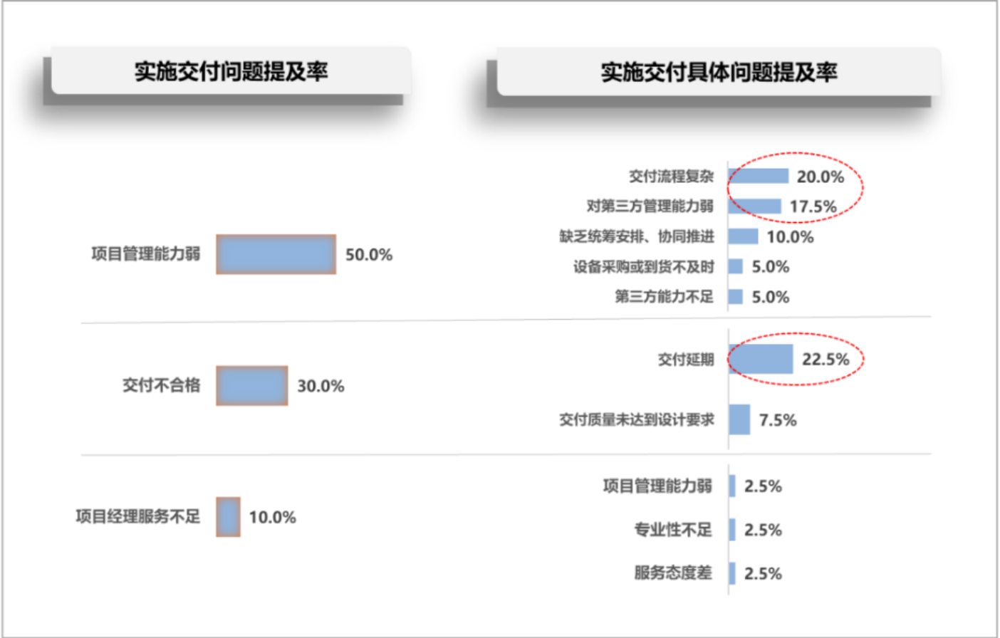 实施交付问题提及率
实施交付具体问题提及率
项目管理能力弱 50.0%
交付流程复杂 20.0%
对第三方管理能力弱 17.5%
缺乏统筹安排、协同推进 10.0%
设备采购或到货不及时 5.0%
第三方能力不足 5.0%
交付不合格 30.0%
交付延期 22.5%
交付质量未达到设计要求 7.5%
项目经理服务不足 10.0%
项目管理能力弱 2.5%
专业性不足 2.5%
服务态度差 2.5%